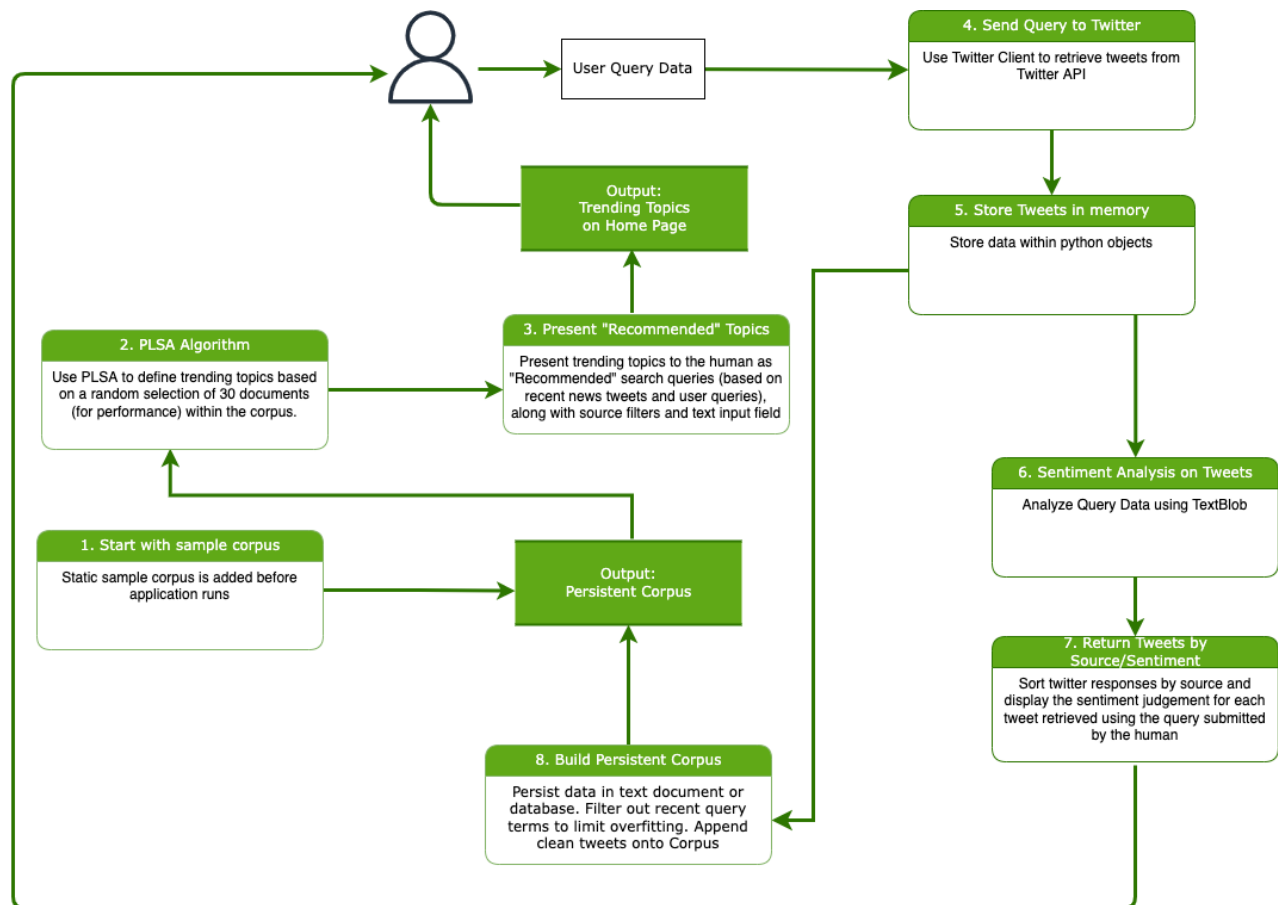 4. Send Query to Twitter
Use Twitter Client to retrieve tweets from
Twitter API
User Query Data
Output:
Trending Topics
on Home Page
5. Store Tweets in memory
Store data within python objects
3. Present "Recommended" Topics
Present trending topics to the human as
"Recommended" search queries (based on
recent news tweets and user queries),
along with source filters and text input field
2. PLSA Algorithm
Use PLSA to define trending topics based
on a random selection of 30 documents
(for performance) within the corpus.
6. Sentiment Analysis on Tweets
Analyze Query Data using TextBlob
1. Start with sample corpus
Static sample corpus is added before
application runs
Output:
Persistent Corpus
7. Return Tweets by
Source/Sentiment
Sort twitter responses by source and
display the sentiment judgement for each
tweet retrieved using the query submitted
by the human
8. Build Persistent Corpus
Persist data in text document or
database. Filter out recent query
terms to limit overfitting. Append
clean tweets onto Corpus